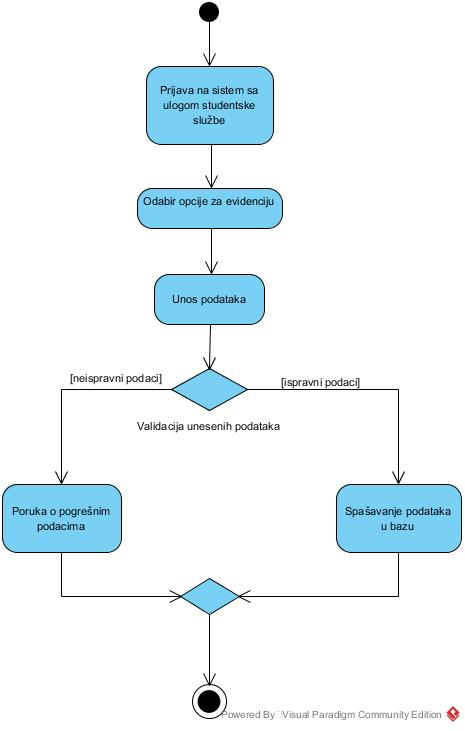 Prijava na sistem sa
ulogom studentske
službe
Odabir opcije za evidenciju
Unos podataka
[neispravni podaci]
[ispravni podaci]
Validacija unesenih podataka
Poruka o pogrešnim
podacima
Spašavanje podataka
u bazu
Powered By Visual Paradigm Community Edition